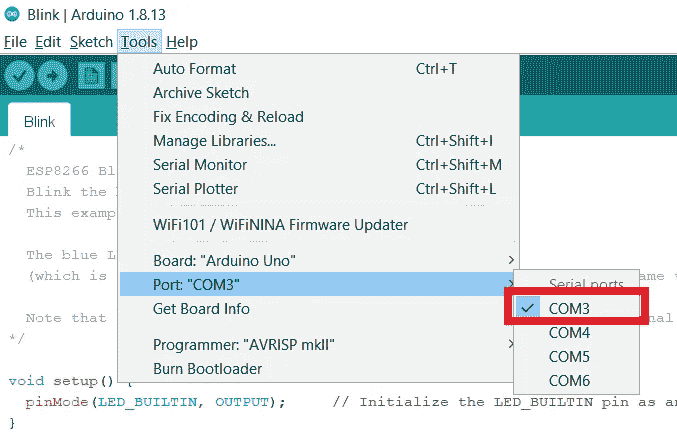 Blink | Arduino 1.8.13
File Edit Sketch Tools Help
Blink
Auto Format Ctrl+T
Archive Sketch
Fix Encoding & Reload
Manage Libraries... Ctrl+Shift+I
Serial Monitor Ctrl+Shift+M
Serial Plotter Ctrl+Shift+L
WiFi101 / WiFiNINA Firmware Updater
Board: "Arduino Uno"
Port: "COM3"
Get Board Info
Programmer: "AVRISP mkII"
Burn Bootloader
Serial ports
COM3
COM4
COM5
COM6
/*
ESP8266 Bl
Blink the
This examp
The blue L
(which is
Note that
*/
void setup() {
pinMode(LED_BUILTIN, OUTPUT); // Initialize the LED_BUILTIN pin as an
}